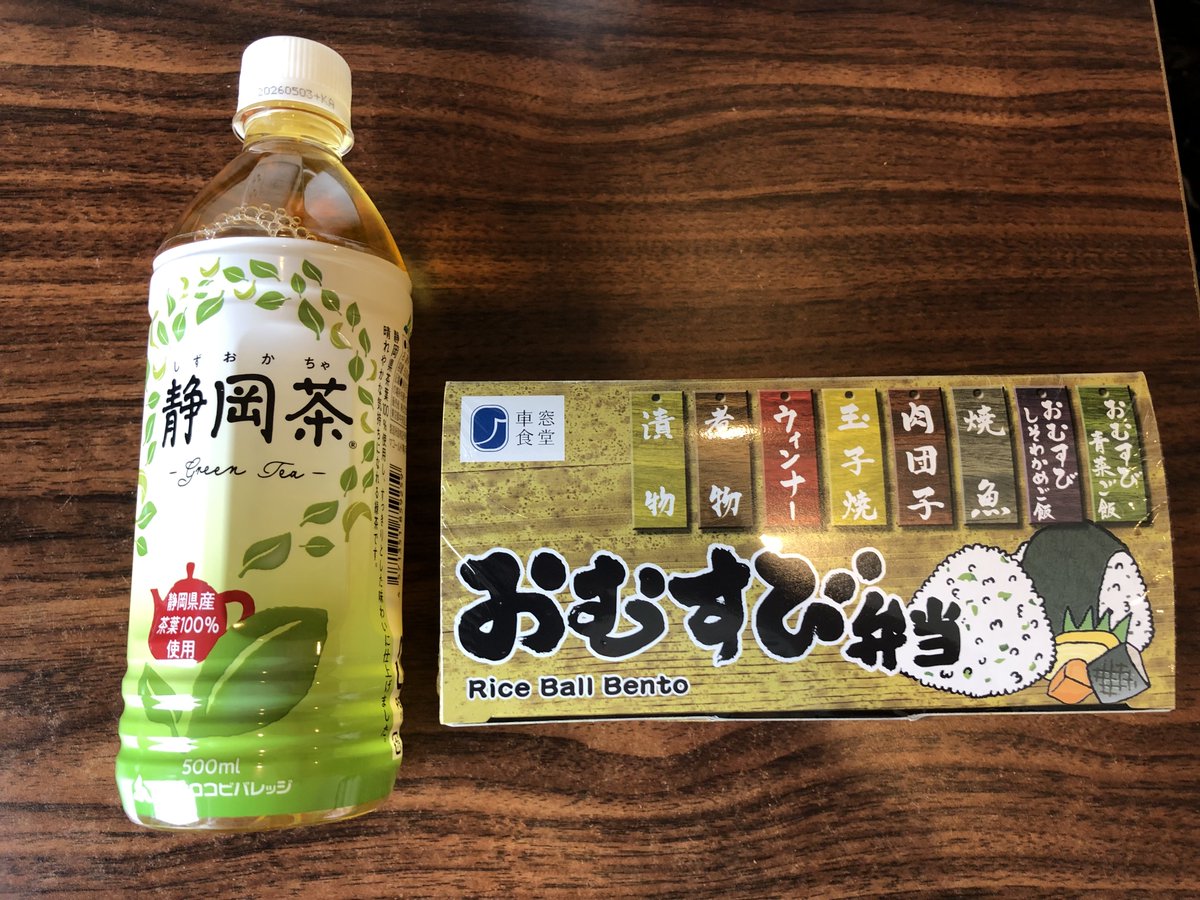 20260503+KA
しずおかちゃ
静岡茶®
Green Tea
静岡県産
茶葉100%
使用
500ml
車窓
食堂
おむすび
青菜ご飯
おむすび
しそわかめご飯
焼魚
肉団子
玉子焼
ウィンナー
煮物
漬物
おむすび弁当
Rice Ball Bento